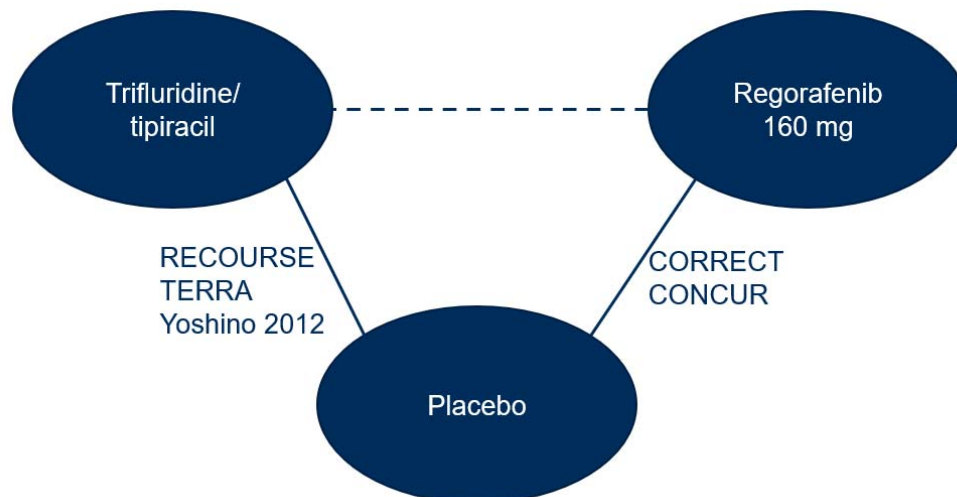 Trifluridine/
tipiracil
Regorafenib
160 mg
RECOURSE
TERRA
Yoshino 2012
CORRECT
CONCUR
Placebo